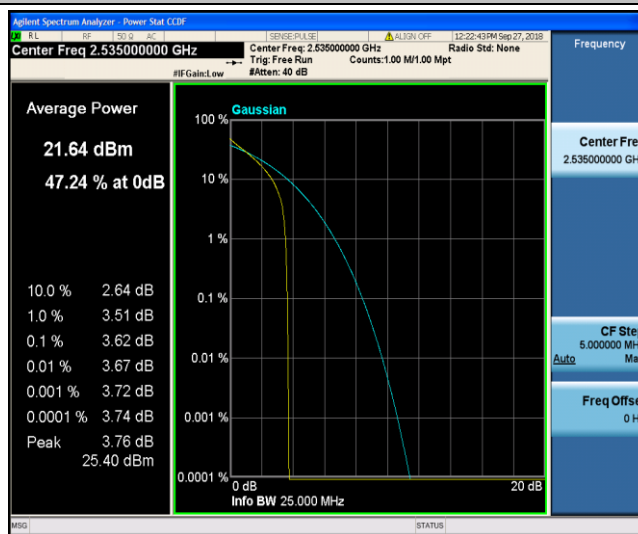 Agilent Spectrum Analyzer - Power Stat CCDF
RL RF 50 Ω AC SENSE:PULSE ALIGN OFF 12:22:43 PM Sep 27, 2018
Center Freq 2.535000000 GHz
Center Freq: 2.535000000 GHz Radio Std: None
Trig: Free Run Counts:1.00 M/1.00 Mpt
#IFGain:Low #Atten: 40 dB
Frequency
Average Power
21.64 dBm
47.24 % at 0dB
10.0 % 2.64 dB
1.0 % 3.51 dB
0.1 % 3.62 dB
0.01 % 3.67 dB
0.001 % 3.72 dB
0.0001 % 3.74 dB
Peak 3.76 dB
25.40 dBm
Gaussian
100 %
10 %
1 %
0.1 %
0.01 %
0.001 %
0.0001 %
0 dB 20 dB
Info BW 25.000 MHz
Center Fre
2.535000000 GH
CF Ste
5.000000 MH
Auto Ma
Freq Offse
0 H
MSG STATUS